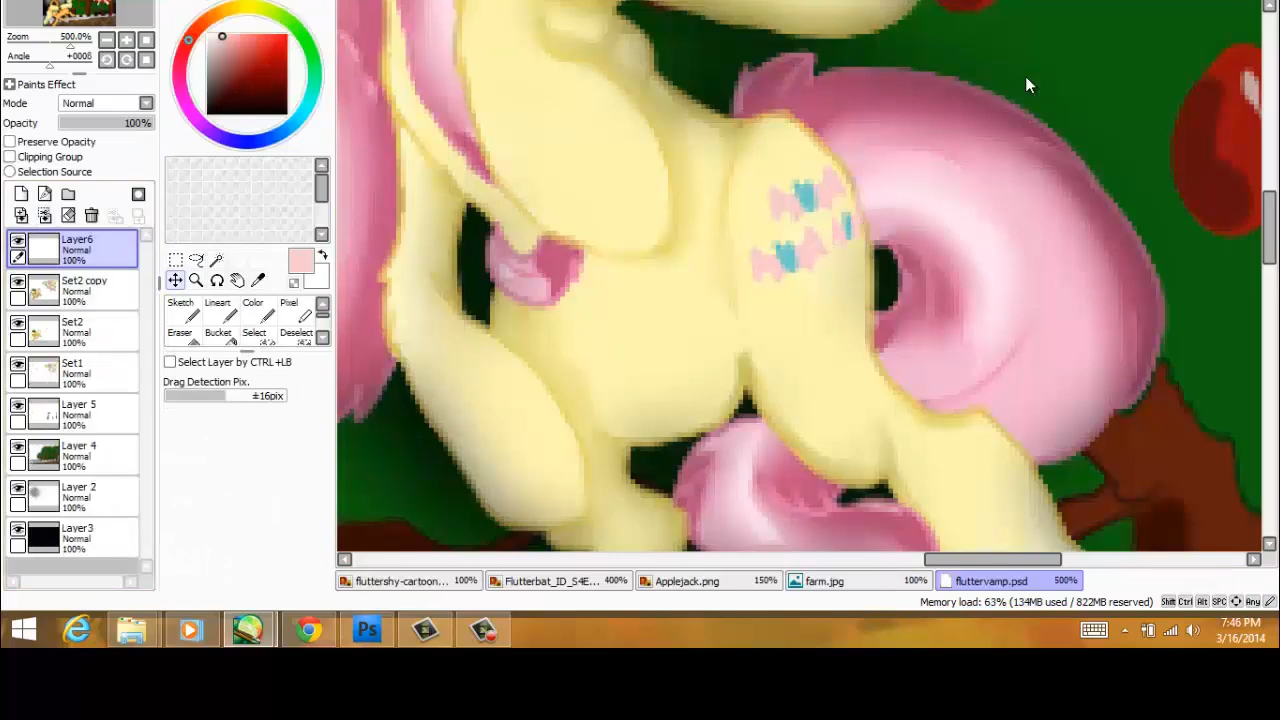 Zoom 500.0%
Angle +000δ
Paints Effect
Mode Normal
Opacity 100%
Preserve Opacity
Clipping Group
Selection Source
Layer6
Normal
100%
Set2 copy
Normal
100%
Set2
Normal
100%
Set1
Normal
100%
Layer 5
Normal
100%
Layer 4
Normal
100%
Layer 2
Normal
100%
Layer3
Normal
100%
Sketch Lineart Color Pixel
Eraser Bucket Select Deselect
Select Layer by CTRL+LB
Drag Detection Pix.
±16pix
fluttershy-cartoon... 100% Flutterbat_ID_S4E... 400% Applejack.png 150% farm.jpg 100% fluttervamp.psd 500%
Memory load: 63% (134MB used / 822MB reserved) Shift Ctrl Alt SPC Any
Ps
7:46 PM
3/16/2014